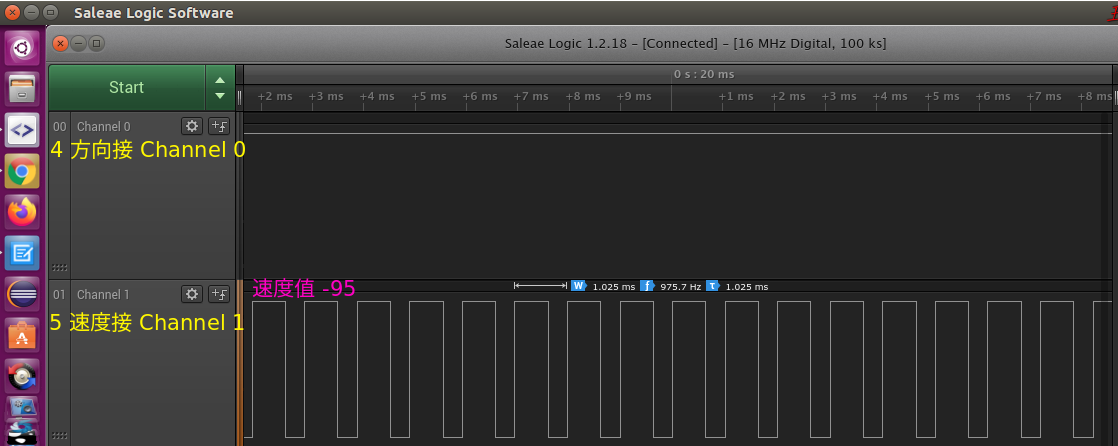 Saleae Logic Software
Saleae Logic 1.2.18 – [Connected] – [16 MHz Digital, 100 ks]
Start
0 s : 20 ms
+2 ms +3 ms +4 ms +5 ms +6 ms +7 ms +8 ms +9 ms +1 ms +2 ms +3 ms +4 ms +5 ms +6 ms +7 ms +8 ms
00 Channel 0
4 方向接 Channel 0
01 Channel 1
速度值 -95
W 1.025 ms f 975.7 Hz τ 1.025 ms
5 速度接 Channel 1